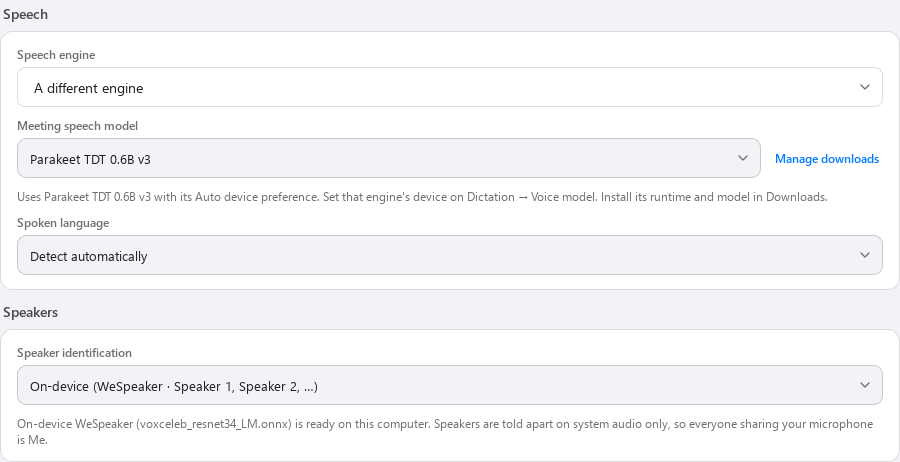 Speech
Speech engine
A different engine
Meeting speech model
Parakeet TDT 0.6B v3
Manage downloads
Uses Parakeet TDT 0.6B v3 with its Auto device preference. Set that engine's device on Dictation → Voice model. Install its runtime and model in Downloads.
Spoken language
Detect automatically
Speakers
Speaker identification
On-device (WeSpeaker · Speaker 1, Speaker 2, ...)
On-device WeSpeaker (voxceleb_resnet34_LM.onnx) is ready on this computer. Speakers are told apart on system audio only, so everyone sharing your microphone
is Me.